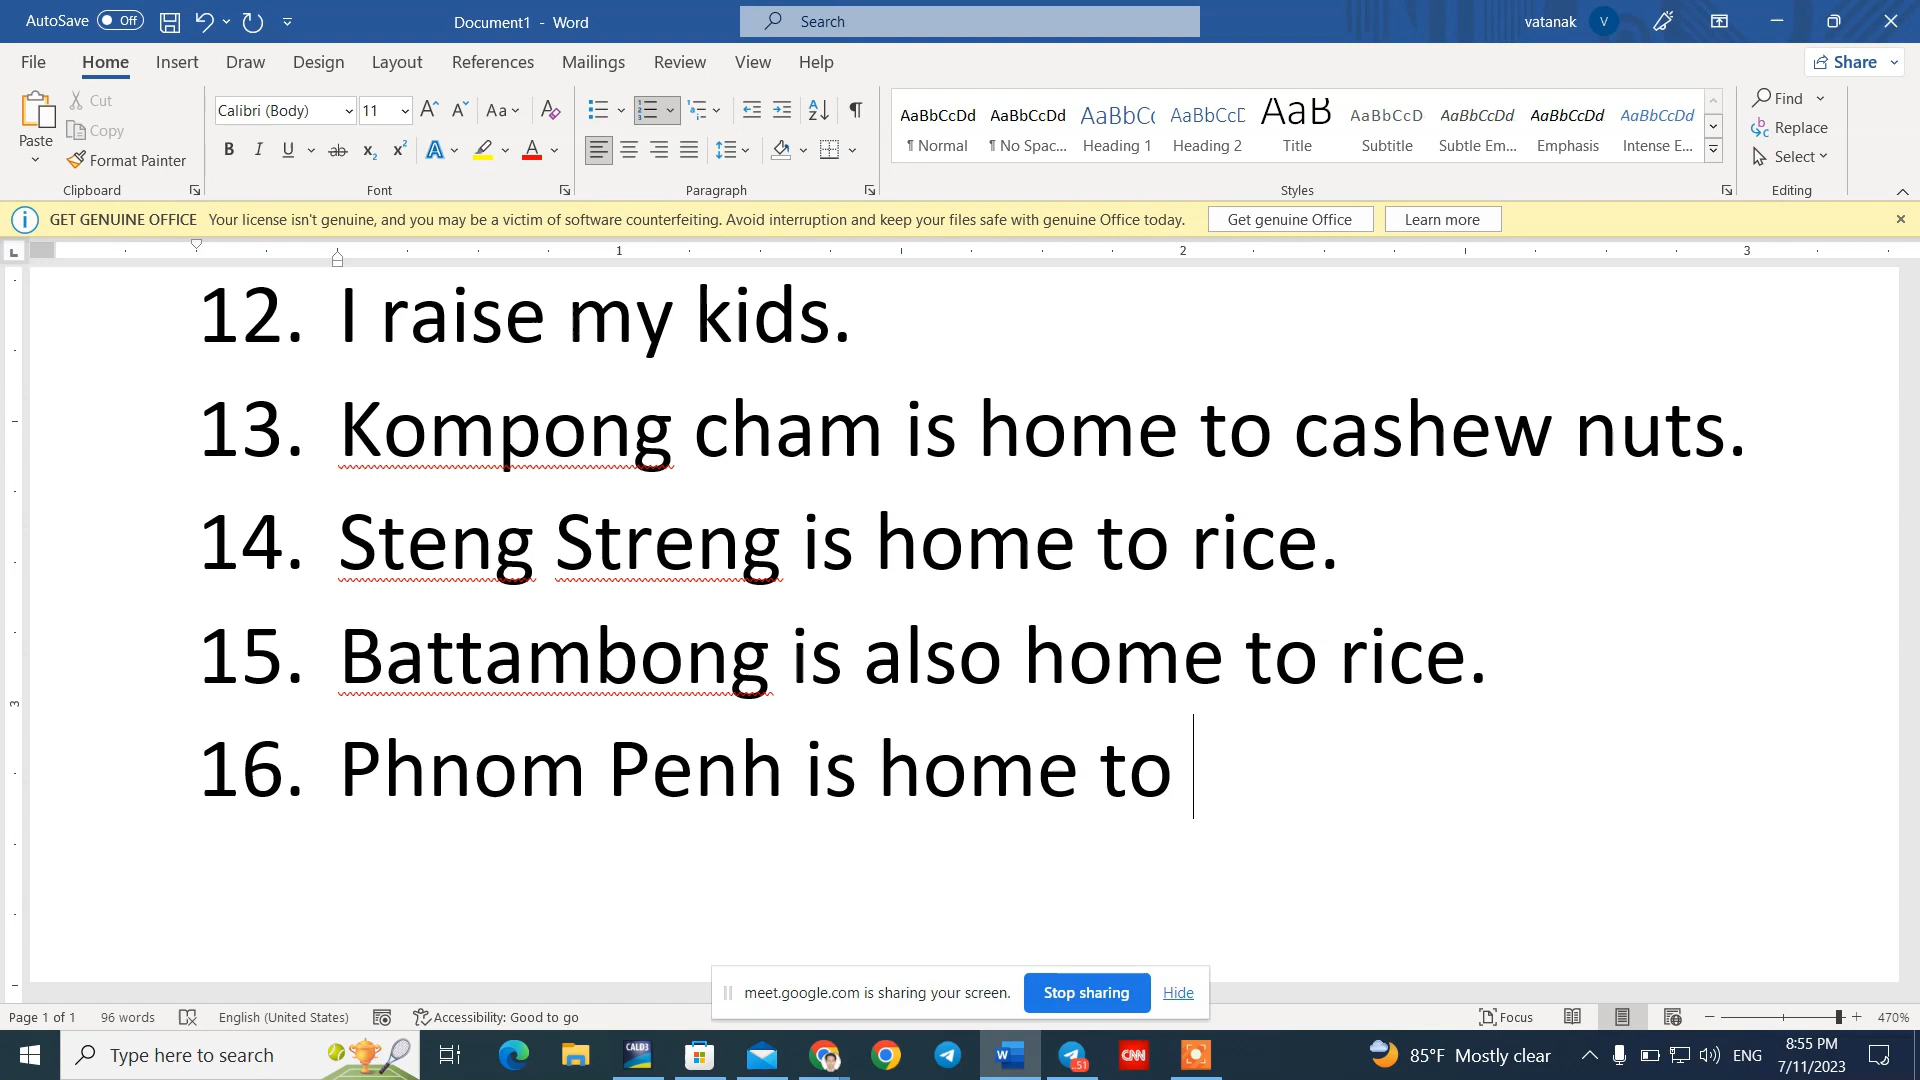 AutoSave Off Document1 - Word Search vatanak V
File Home Insert Draw Design Layout References Mailings Review View Help Share
Paste Cut Copy Format Painter Clipboard
Calibri (Body) 11 Font
Paragraph
AaBbCcDd AaBbCcDd AaBbC AaBbCcD AaB AaBbCcD AaBbCcDd AaBbCcDd AaBbCcDd
¶ Normal ¶ No Spac... Heading 1 Heading 2 Title Subtitle Subtle Em... Emphasis Intense E...
Styles
Find
Replace
Select
Editing
GET GENUINE OFFICE Your license isn't genuine, and you may be a victim of software counterfeiting. Avoid interruption and keep your files safe with genuine Office today. Get genuine Office Learn more
1 2 3
12. I raise my kids.
13. Kompong cham is home to cashew nuts.
14. Steng Streng is home to rice.
15. Battambong is also home to rice.
3
16. Phnom Penh is home to
meet.google.com is sharing your screen. Stop sharing Hide
Page 1 of 1 96 words English (United States) Accessibility: Good to go Focus 470%
Type here to search CALD3 51 CNN 85°F Mostly clear ENG 8:55 PM
7/11/2023